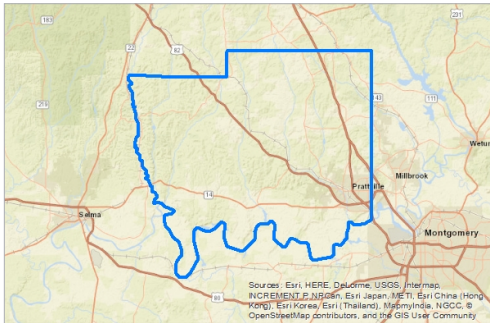 183
231
22
82
219
143
111
Wetu
Millbrook
Prattville
14
Selma
Montgomery
80
Sources: Esri, HERE, DeLorme, USGS, Intermap,
INCREMENT P, NRCan, Esri Japan, METI, Esri China (Hong
Kong), Esri Korea, Esri (Thailand), MapmyIndia, NGCC, ©
OpenStreetMap contributors, and the GIS User Community